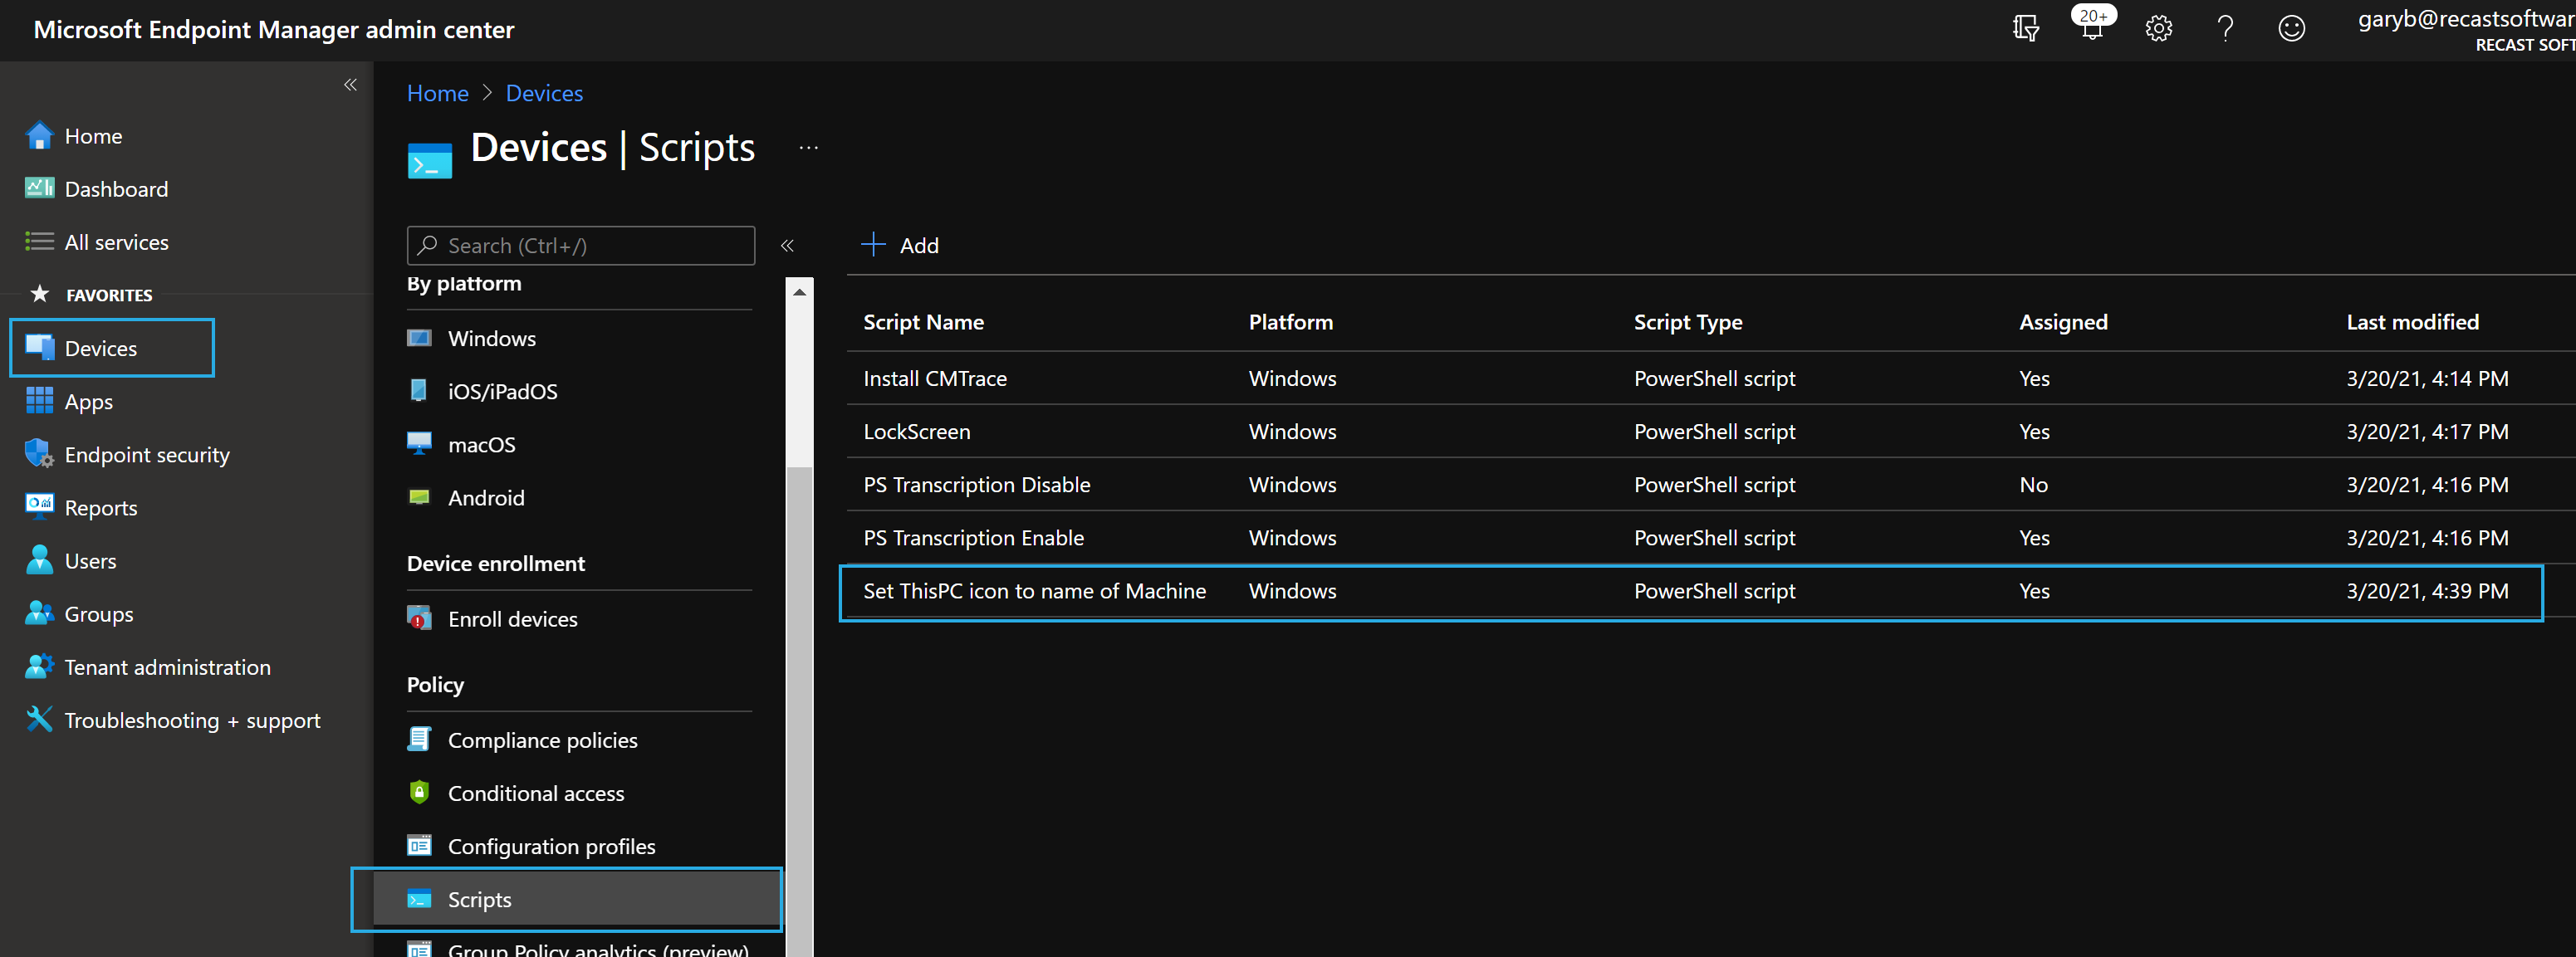 Microsoft Endpoint Manager admin center
20+
garyb@recastsoftwar
RECAST SOFT
Home
Dashboard
All services
FAVORITES
Devices
Apps
Endpoint security
Reports
Users
Groups
Tenant administration
Troubleshooting + support
Home > Devices
Devices | Scripts ...
Search (Ctrl+/)
By platform
Windows
iOS/iPadOS
macOS
Android
Device enrollment
Enroll devices
Policy
Compliance policies
Conditional access
Configuration profiles
Scripts
Group Policy analytics (preview)
Add
Script Name Platform Script Type Assigned Last modified
Install CMTrace Windows PowerShell script Yes 3/20/21, 4:14 PM
LockScreen Windows PowerShell script Yes 3/20/21, 4:17 PM
PS Transcription Disable Windows PowerShell script No 3/20/21, 4:16 PM
PS Transcription Enable Windows PowerShell script Yes 3/20/21, 4:16 PM
Set ThisPC icon to name of Machine Windows PowerShell script Yes 3/20/21, 4:39 PM